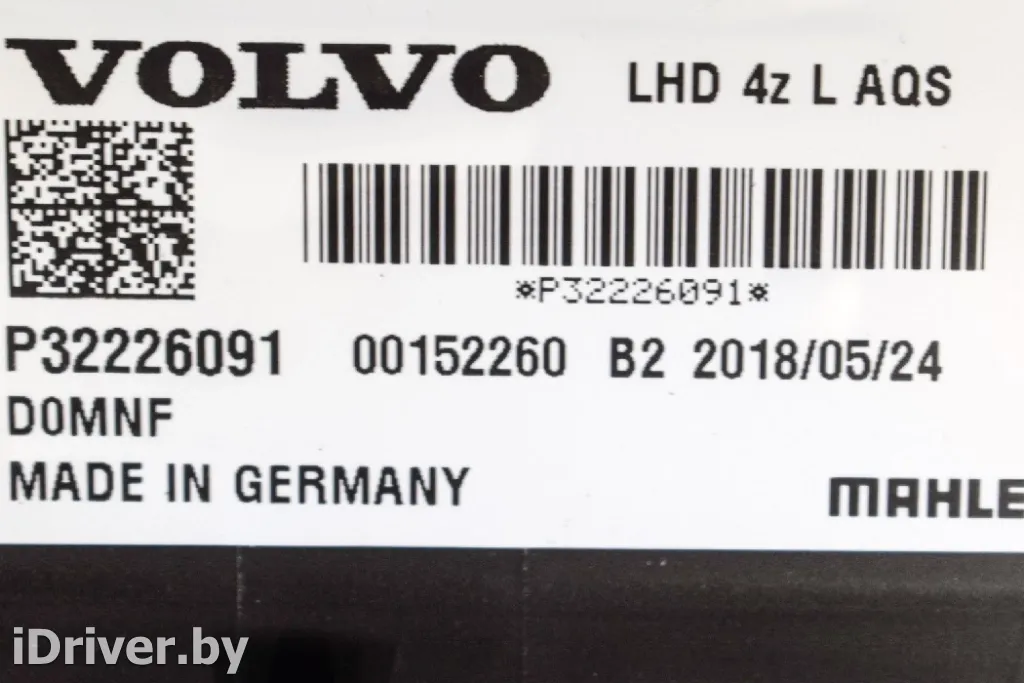 VOLVO LHD 4z L AQS
*P32226091*
P32226091 00152260 B2 2018/05/24
D0MNF
MADE IN GERMANY MAHLE
iDriver.by